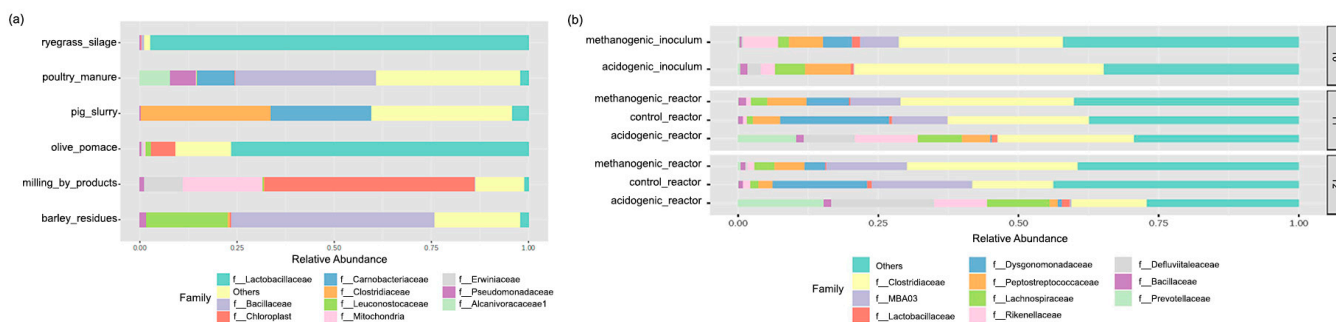 (a)
ryegrass_silage
poultry_manure
pig_slurry
olive_pomace
milling_by_products
barley_residues
0.00 0.25 0.50 0.75 1.00
Relative Abundance
Family
f__Lactobacillaceae
Others
f__Bacillaceae
f__Chloroplast
f__Carnobacteriaceae
f__Clostridiaceae
f__Leuconostocaceae
f__Mitochondria
f__Erwiniaceae
f__Pseudomonadaceae
f__Alcanivoracaceae1
(b)
methanogenic_inoculum
acidogenic_inoculum
methanogenic_reactor
control_reactor
acidogenic_reactor
methanogenic_reactor
control_reactor
acidogenic_reactor
0.00 0.25 0.50 0.75 1.00
Relative Abundance
Family
Others
f__Clostridiaceae
f__MBA03
f__Lactobacillaceae
f__Dysgonomonadaceae
f__Peptostreptococcaceae
f__Lachnospiraceae
f__Rikenellaceae
f__Defluviitaleaceae
f__Bacillaceae
f__Prevotellaceae